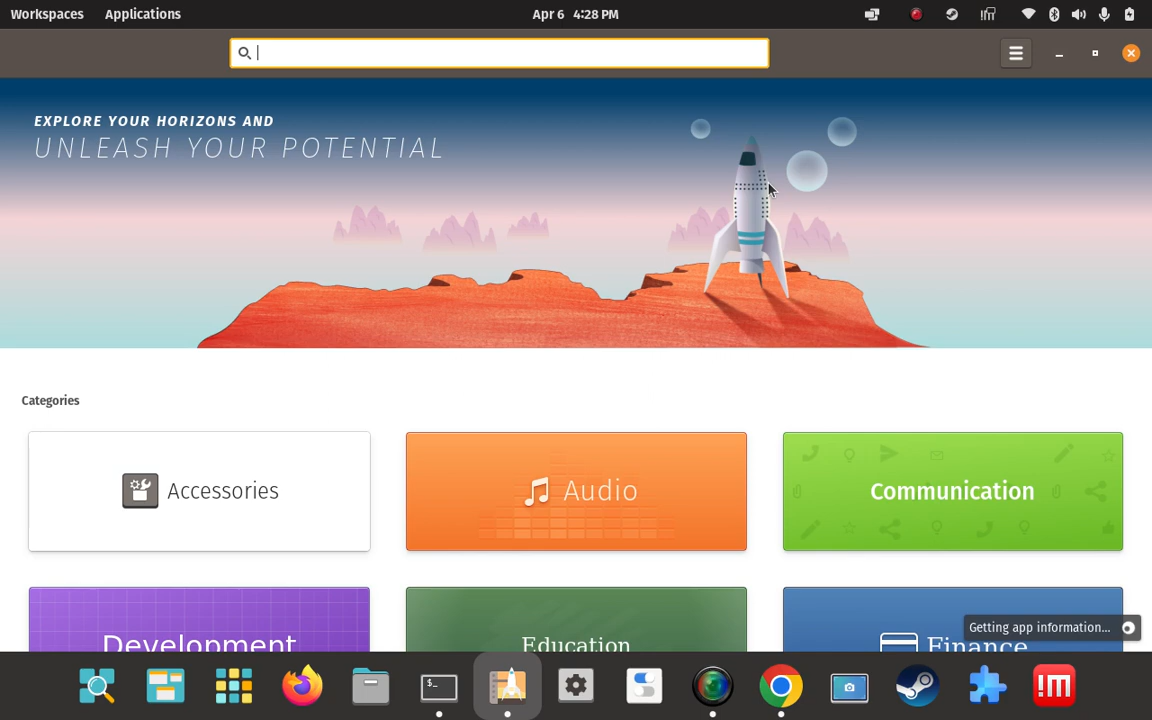 Workspaces Applications Apr 6 4:28 PM !m
EXPLORE YOUR HORIZONS AND
UNLEASH YOUR POTENTIAL
Categories
Accessories
Audio
Communication
Development
Education
Finance
Getting app information...
$_
!M